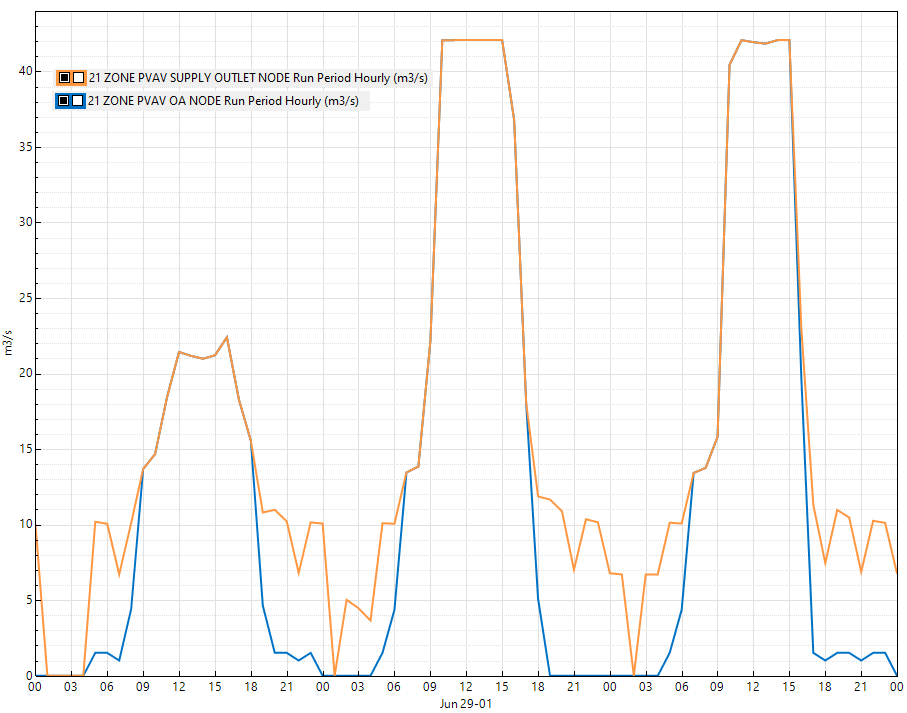 21 ZONE PVAV SUPPLY OUTLET NODE Run Period Hourly (m3/s)
21 ZONE PVAV OA NODE Run Period Hourly (m3/s)
40
35
30
25
20
15
10
5
0
m3/s
00 03 06 09 12 15 18 21 00 03 06 09 12 15 18 21 00 03 06 09 12 15 18 21 00
Jun 29-01